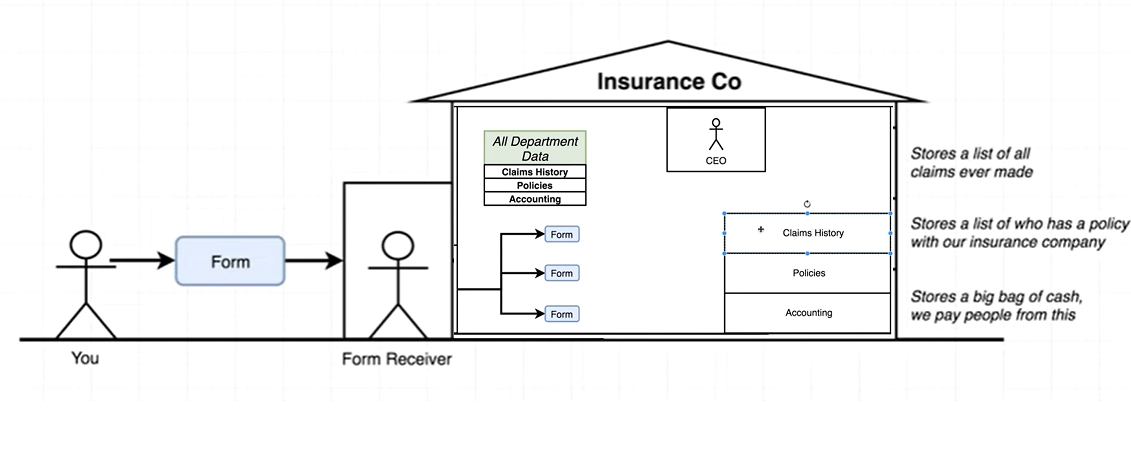 Insurance Co
All Department
Data
Claims History
Policies
Accounting
CEO
Form
Form
Form
Claims History
Policies
Accounting
Stores a list of all
claims ever made
Stores a list of who has a policy
with our insurance company
Stores a big bag of cash,
we pay people from this
Form
You
Form Receiver